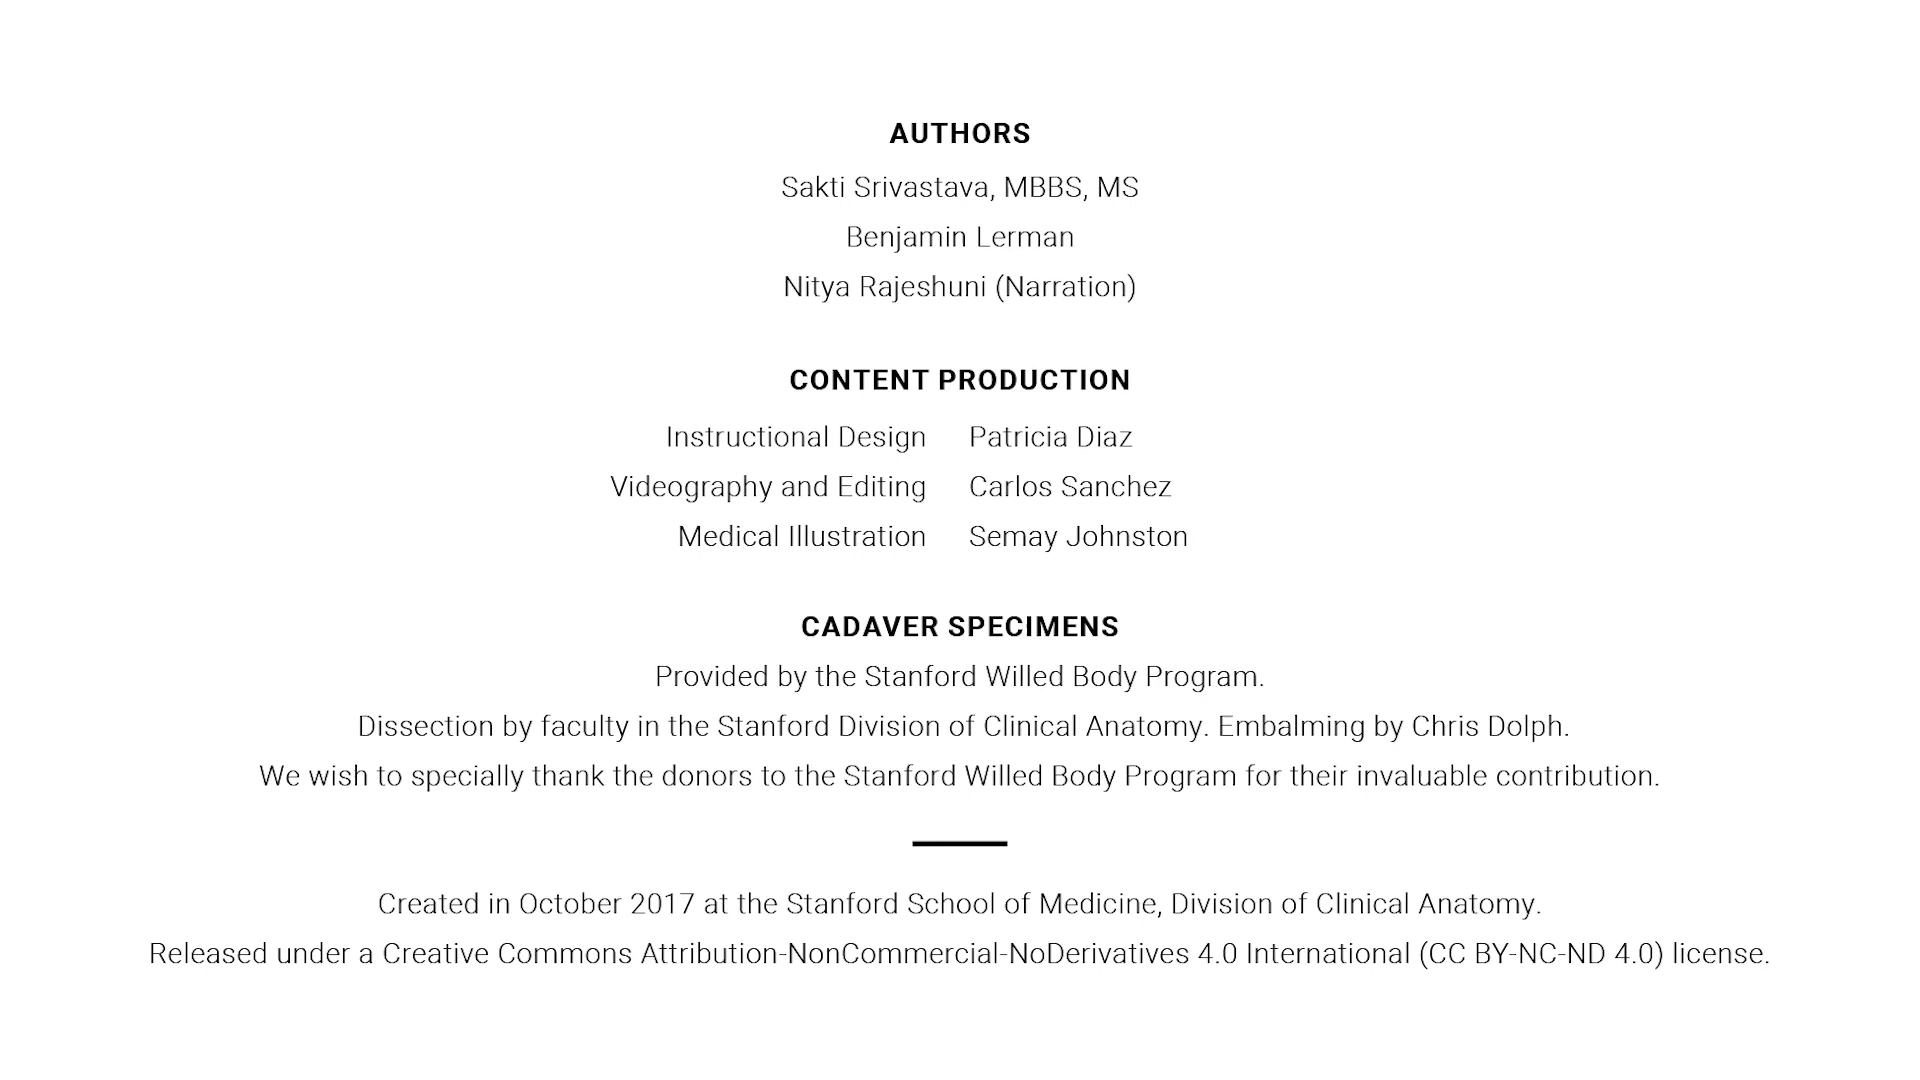 AUTHORS
Sakti Srivastava, MBBS, MS
Benjamin Lerman
Nitya Rajeshuni (Narration)
CONTENT PRODUCTION
Instructional Design Patricia Diaz
Videography and Editing Carlos Sanchez
Medical Illustration Semay Johnston
CADAVER SPECIMENS
Provided by the Stanford Willed Body Program.
Dissection by faculty in the Stanford Division of Clinical Anatomy. Embalming by Chris Dolph.
We wish to specially thank the donors to the Stanford Willed Body Program for their invaluable contribution.
Created in October 2017 at the Stanford School of Medicine, Division of Clinical Anatomy.
Released under a Creative Commons Attribution-NonCommercial-NoDerivatives 4.0 International (CC BY-NC-ND 4.0) license.